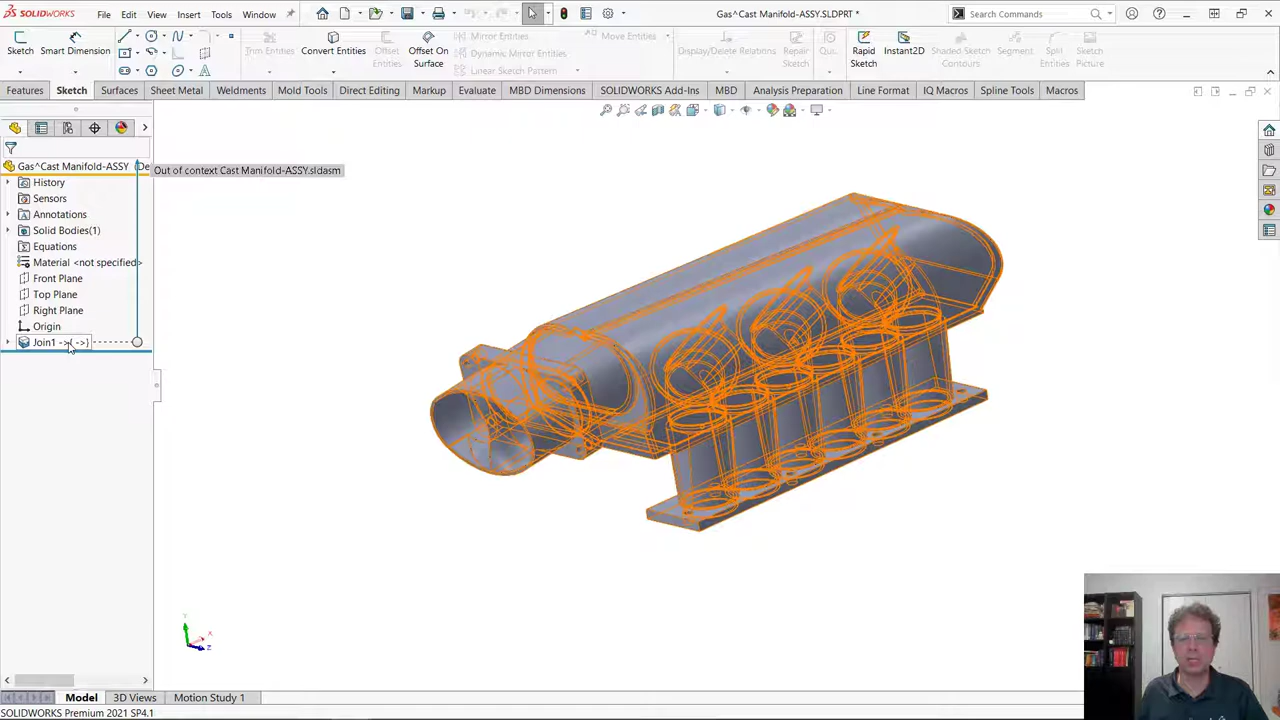 SOLIDWORKS
File Edit View Insert Tools Window
Gas^Cast Manifold-ASSY.SLDPRT *
Search Commands
Sketch
Smart Dimension
Trim Entities
Convert Entities
Offset Entities
Offset On Surface
Mirror Entities
Dynamic Mirror Entities
Linear Sketch Pattern
Move Entities
Display/Delete Relations
Repair Sketch
Quic..
Rapid Sketch
Instant2D
Shaded Sketch Contours
Segment
Split Entities
Sketch Picture
Features Sketch Surfaces Sheet Metal Weldments Mold Tools Direct Editing Markup Evaluate MBD Dimensions SOLIDWORKS Add-Ins MBD Analysis Preparation Line Format IQ Macros Spline Tools Macros
Gas^Cast Manifold-ASSY (De
Out of context Cast Manifold-ASSY.sldasm
History
Sensors
Annotations
Solid Bodies(1)
Equations
Material <not specified>
Front Plane
Top Plane
Right Plane
Origin
Join1 ->{ ->}
Y
X
Z
Model 3D Views Motion Study 1
SOLIDWORKS Premium 2021 SP4.1